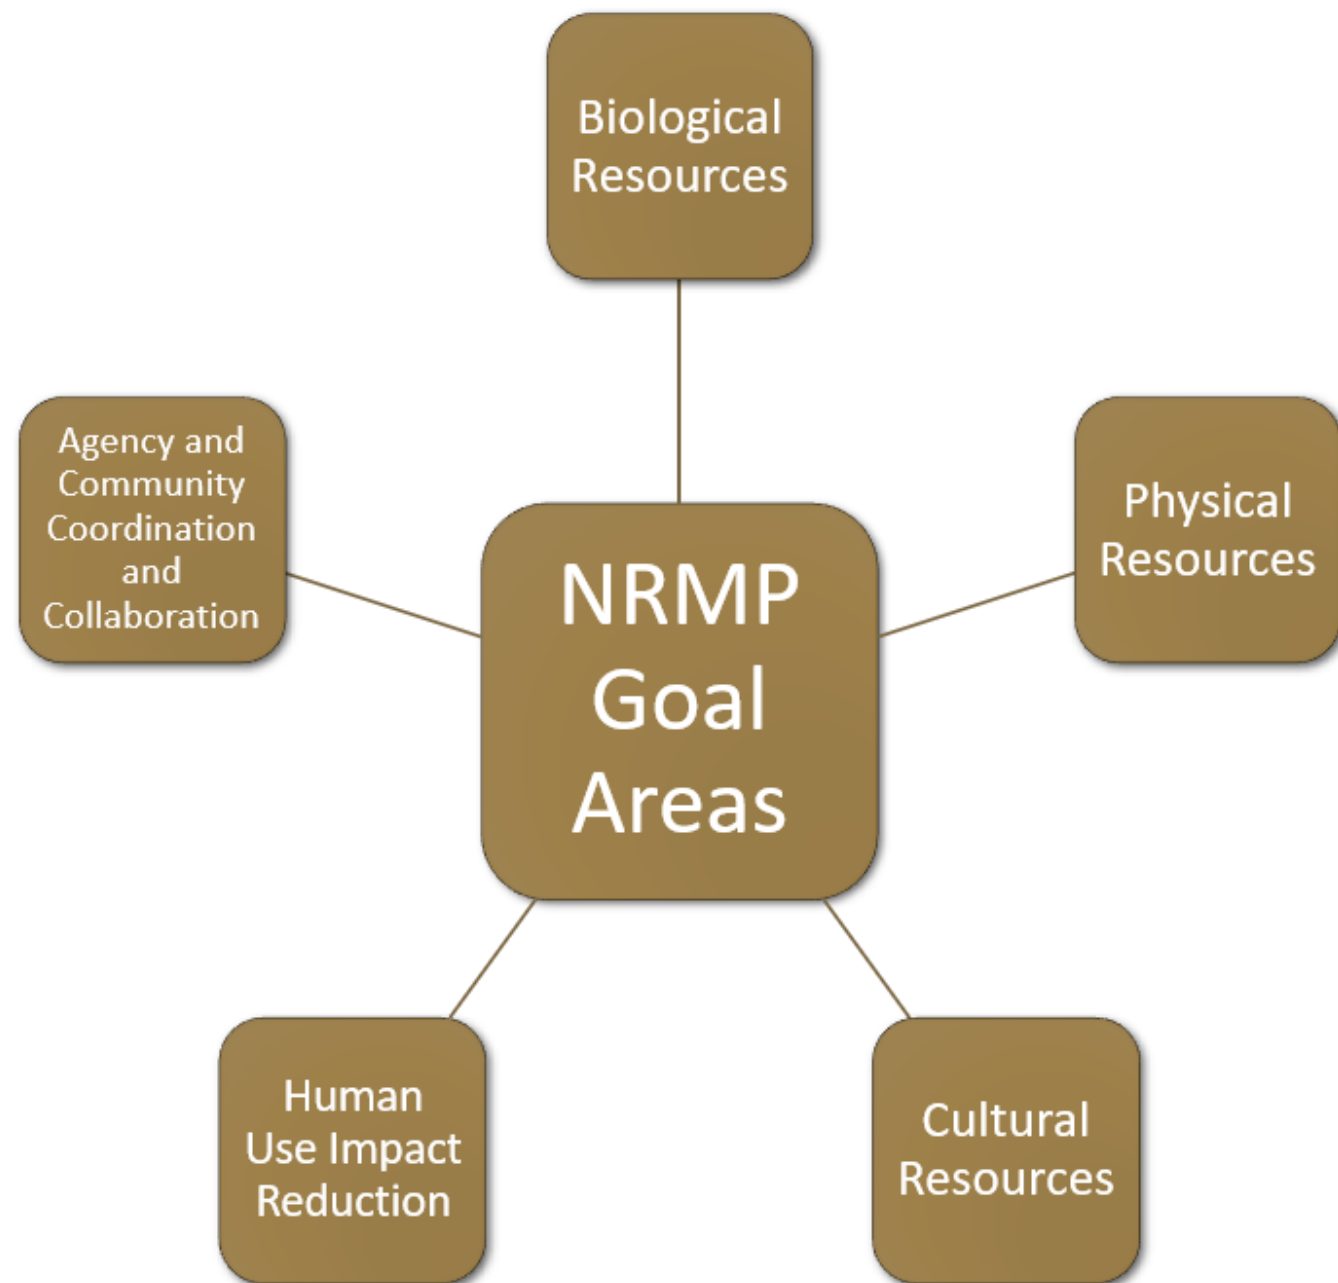 Biological
Resources
Agency and
Community
Coordination
and
Collaboration
Physical
Resources
NRMP
Goal
Areas
Human
Use Impact
Reduction
Cultural
Resources